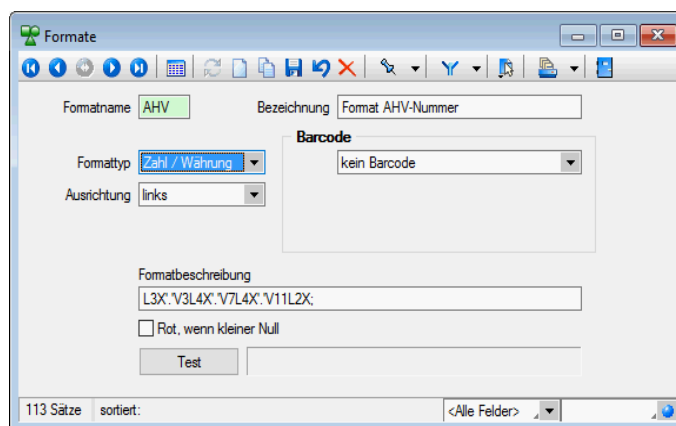 Formate
Formatname AHV Bezeichnung Format AHV-Nummer
Barcode
Formattyp Zahl / Währung kein Barcode
Ausrichtung links
Formatbeschreibung
L3X'.'V3L4X'.'V7L4X'.'V11L2X;
Rot, wenn kleiner Null
Test
113 Sätze sortiert: <Alle Felder>